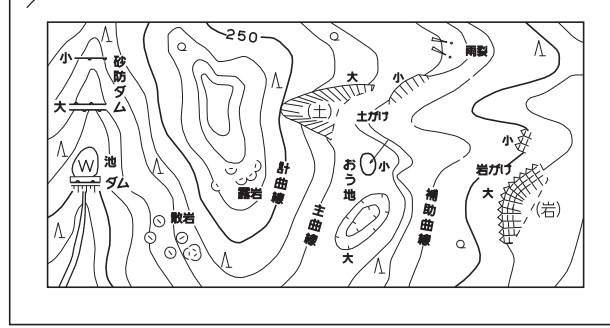 250
小
砂防ダム
大
W
池
ダム
散岩
露岩
計曲線
主曲線
大
小
(土)
土がけ
おう地
小
大
補助曲線
雨裂
小
岩がけ
大
(岩)